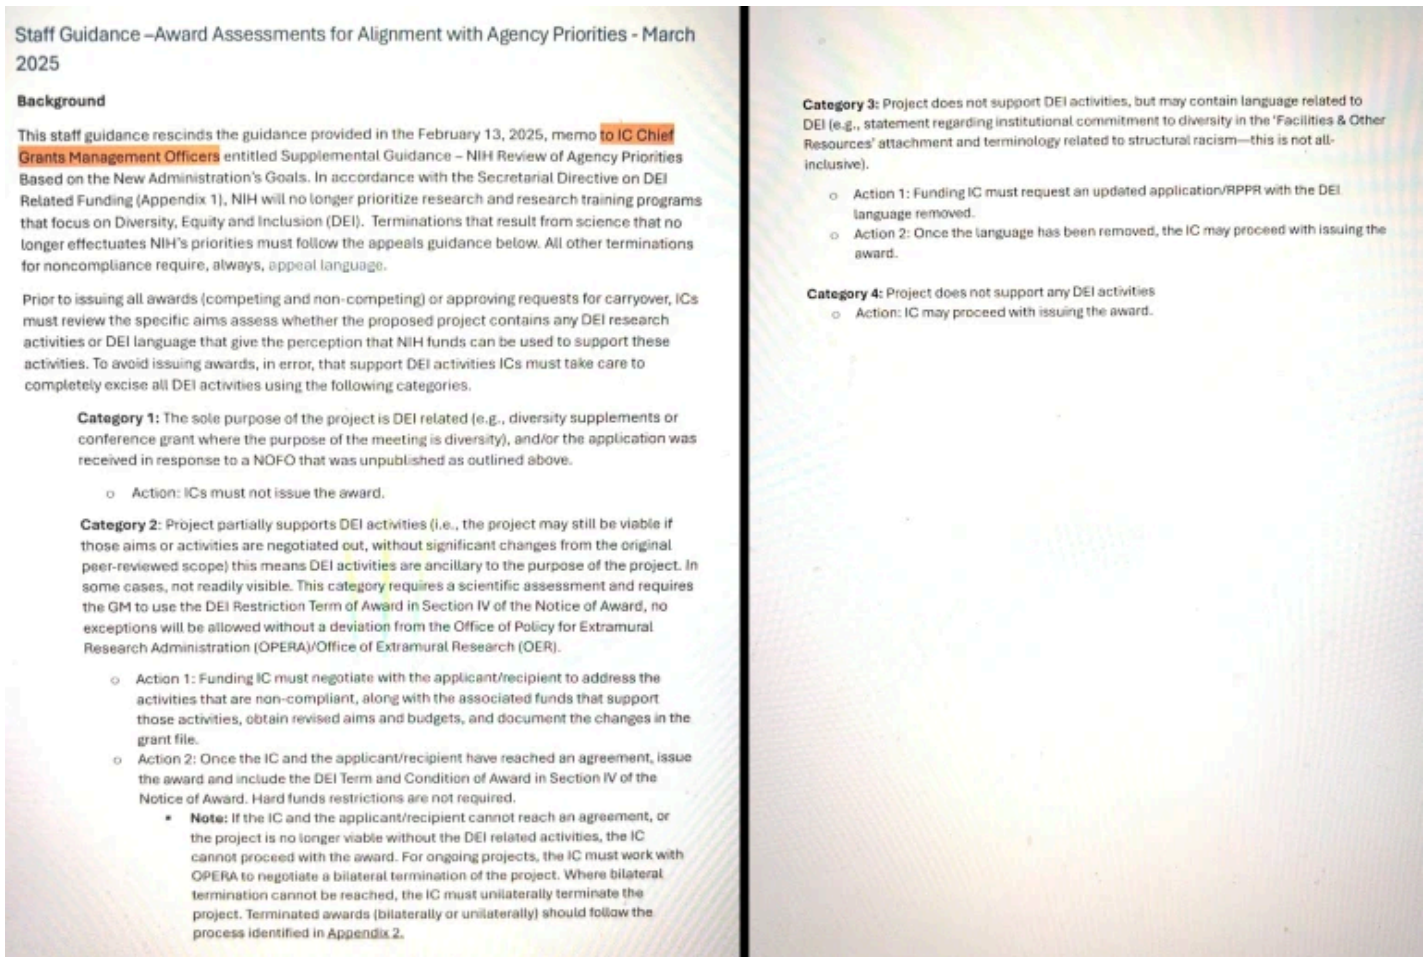 Staff Guidance –Award Assessments for Alignment with Agency Priorities - March
2025
Background
This staff guidance rescinds the guidance provided in the February 13, 2025, memo to IC Chief
Grants Management Officers entitled Supplemental Guidance – NIH Review of Agency Priorities
Based on the New Administration's Goals. In accordance with the Secretarial Directive on DEI
Related Funding (Appendix 1), NIH will no longer prioritize research and research training programs
that focus on Diversity, Equity and Inclusion (DEI). Terminations that result from science that no
longer effectuates NIH's priorities must follow the appeals guidance below. All other terminations
for noncompliance require, always, appeal language.
Prior to issuing all awards (competing and non-competing) or approving requests for carryover, ICs
must review the specific aims assess whether the proposed project contains any DEI research
activities or DEI language that give the perception that NIH funds can be used to support these
activities. To avoid issuing awards, in error, that support DEI activities ICs must take care to
completely excise all DEI activities using the following categories.
Category 1: The sole purpose of the project is DEI related (e.g., diversity supplements or
conference grant where the purpose of the meeting is diversity), and/or the application was
received in response to a NOFO that was unpublished as outlined above.
o Action: ICs must not issue the award.
Category 2: Project partially supports DEI activities (i.e., the project may still be viable if
those aims or activities are negotiated out, without significant changes from the original
peer-reviewed scope) this means DEI activities are ancillary to the purpose of the project. In
some cases, not readily visible. This category requires a scientific assessment and requires
the GM to use the DEI Restriction Term of Award in Section IV of the Notice of Award, no
exceptions will be allowed without a deviation from the Office of Policy for Extramural
Research Administration (OPERA)/Office of Extramural Research (OER).
o Action 1: Funding IC must negotiate with the applicant/recipient to address the
activities that are non-compliant, along with the associated funds that support
those activities, obtain revised aims and budgets, and document the changes in the
grant file.
o Action 2: Once the IC and the applicant/recipient have reached an agreement, issue
the award and include the DEI Term and Condition of Award in Section IV of the
Notice of Award. Hard funds restrictions are not required.
▪ Note: If the IC and the applicant/recipient cannot reach an agreement, or
the project is no longer viable without the DEI related activities, the IC
cannot proceed with the award. For ongoing projects, the IC must work with
OPERA to negotiate a bilateral termination of the project. Where bilateral
termination cannot be reached, the IC must unilaterally terminate the
project. Terminated awards (bilaterally or unilaterally) should follow the
process identified in Appendix 2.
Category 3: Project does not support DEI activities, but may contain language related to
DEI (e.g., statement regarding institutional commitment to diversity in the 'Facilities & Other
Resources' attachment and terminology related to structural racism—this is not all-
inclusive).
o Action 1: Funding IC must request an updated application/RPPR with the DEI
language removed.
o Action 2: Once the language has been removed, the IC may proceed with issuing the
award.
Category 4: Project does not support any DEI activities
o Action: IC may proceed with issuing the award.